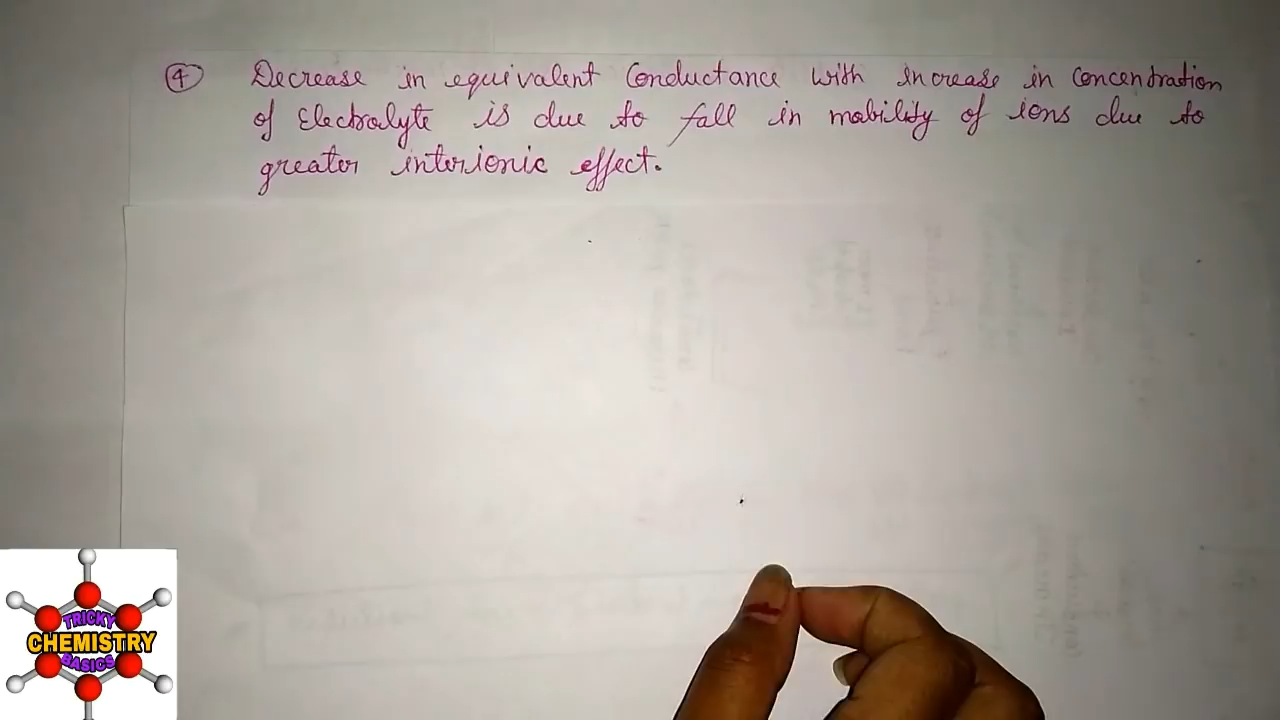 ④ Decrease in equivalent Conductance with increase in Concentration
of Electrolyte is due to fall in mobility of ions due to
greater interionic effect.
TRICKY
CHEMISTRY
BASICS